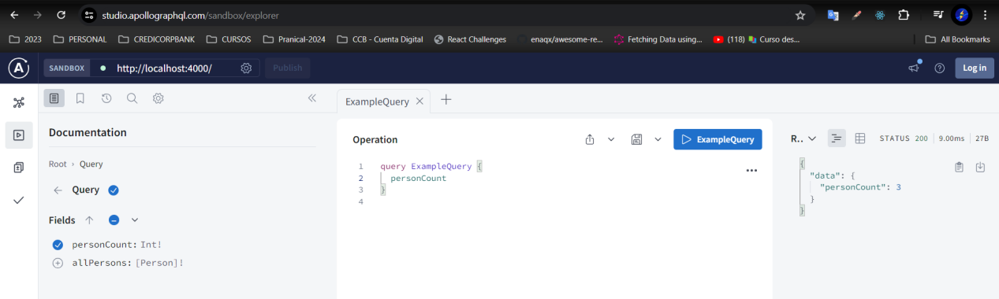 studio.apollographql.com/sandbox/explorer
2023 PERSONAL CREDICORPBANK CURSOS Pranical-2024 CCB - Cuenta Digital React Challenges enaqx/awesome-re... Fetching Data using... (118) Curso des... All Bookmarks
SANDBOX http://localhost:4000/ Publish Log in
ExampleQuery
Documentation
Root › Query
Query
Fields
personCount: Int!
allPersons: [Person]!
Operation ExampleQuery
1 query ExampleQuery {
2 personCount
3 }
4
R.. STATUS 200 9.00ms 27B
{
"data": {
"personCount": 3
}
}